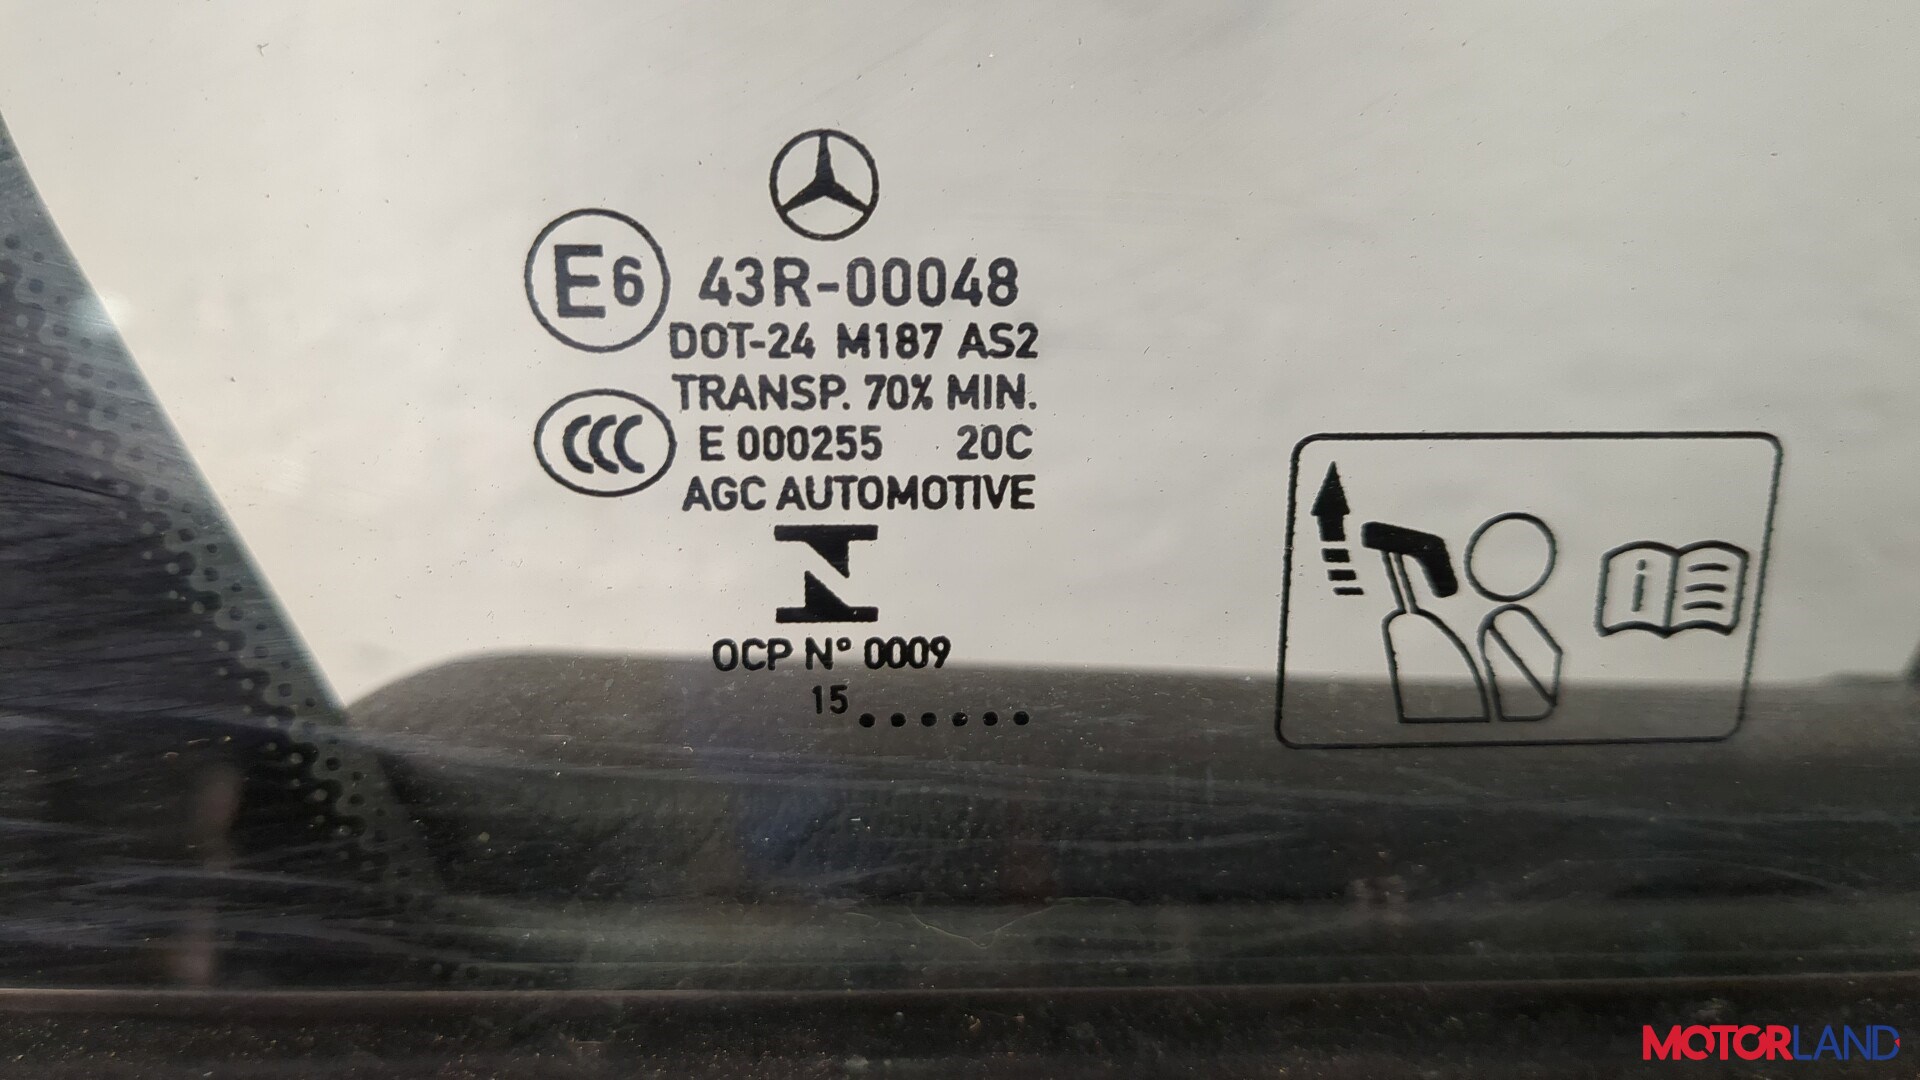 E6 43R-00048
DOT-24 M187 AS2
TRANSP. 70% MIN.
CCC E 000255 20C
AGC AUTOMOTIVE
OCP N° 0009
15......
i
MOTORLAND